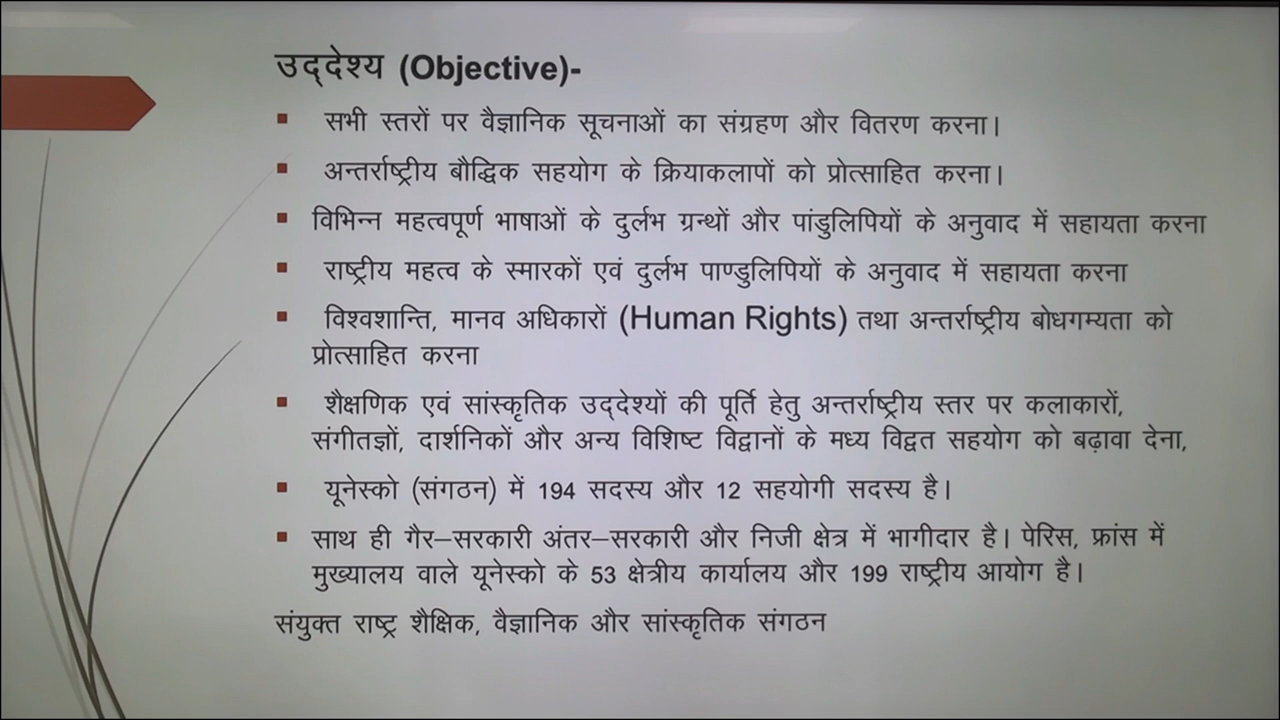 उद्देश्य (Objective)-
▪ सभी स्तरों पर वैज्ञानिक सूचनाओं का संग्रहण और वितरण करना।
▪ अन्तर्राष्ट्रीय बौद्धिक सहयोग के क्रियाकलापों को प्रोत्साहित करना।
▪ विभिन्न महत्वपूर्ण भाषाओं के दुर्लभ ग्रन्थों और पांडुलिपियों के अनुवाद में सहायता करना
▪ राष्ट्रीय महत्व के स्मारकों एवं दुर्लभ पाण्डुलिपियों के अनुवाद में सहायता करना
▪ विश्वशान्ति, मानव अधिकारों (Human Rights) तथा अन्तर्राष्ट्रीय बोधगम्यता को
प्रोत्साहित करना
▪ शैक्षणिक एवं सांस्कृतिक उद्देश्यों की पूर्ति हेतु अन्तर्राष्ट्रीय स्तर पर कलाकारों,
संगीतज्ञों, दार्शनिकों और अन्य विशिष्ट विद्वानों के मध्य विद्वत सहयोग को बढ़ावा देना,
▪ यूनेस्को (संगठन) में 194 सदस्य और 12 सहयोगी सदस्य है।
▪ साथ ही गैर–सरकारी अंतर–सरकारी और निजी क्षेत्र में भागीदार है। पेरिस, फ्रांस में
मुख्यालय वाले यूनेस्को के 53 क्षेत्रीय कार्यालय और 199 राष्ट्रीय आयोग है।
संयुक्त राष्ट्र शैक्षिक, वैज्ञानिक और सांस्कृतिक संगठन